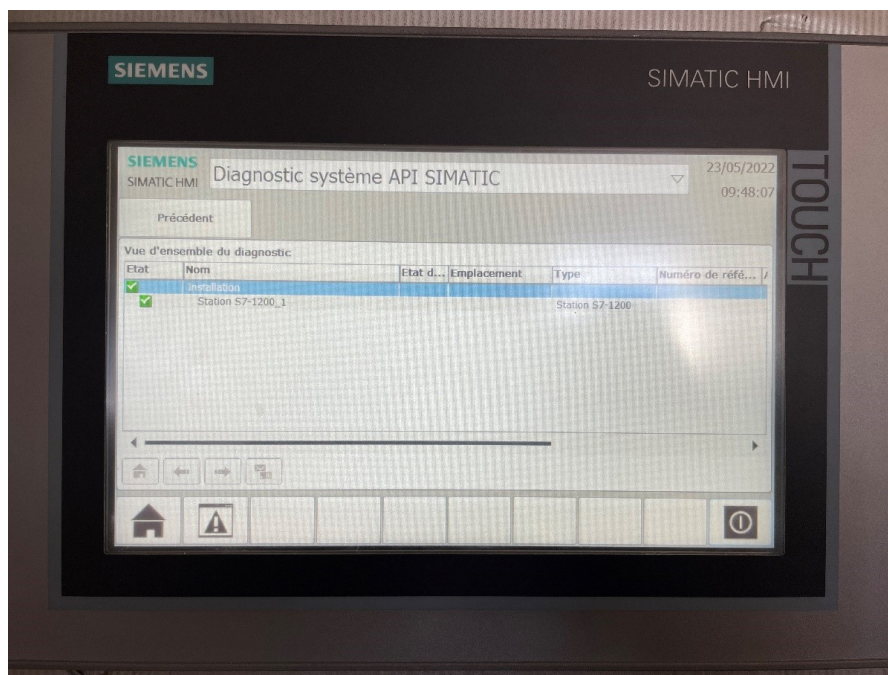 SIEMENS
SIMATIC HMI
TOUCH
SIEMENS
SIMATIC HMI
Diagnostic système API SIMATIC
23/05/2022
09:48:07
Précédent
Vue d'ensemble du diagnostic
Etat Nom Etat d... Emplacement Type Numéro de réfé...
Installation
Station S7-1200_1 Station S7-1200